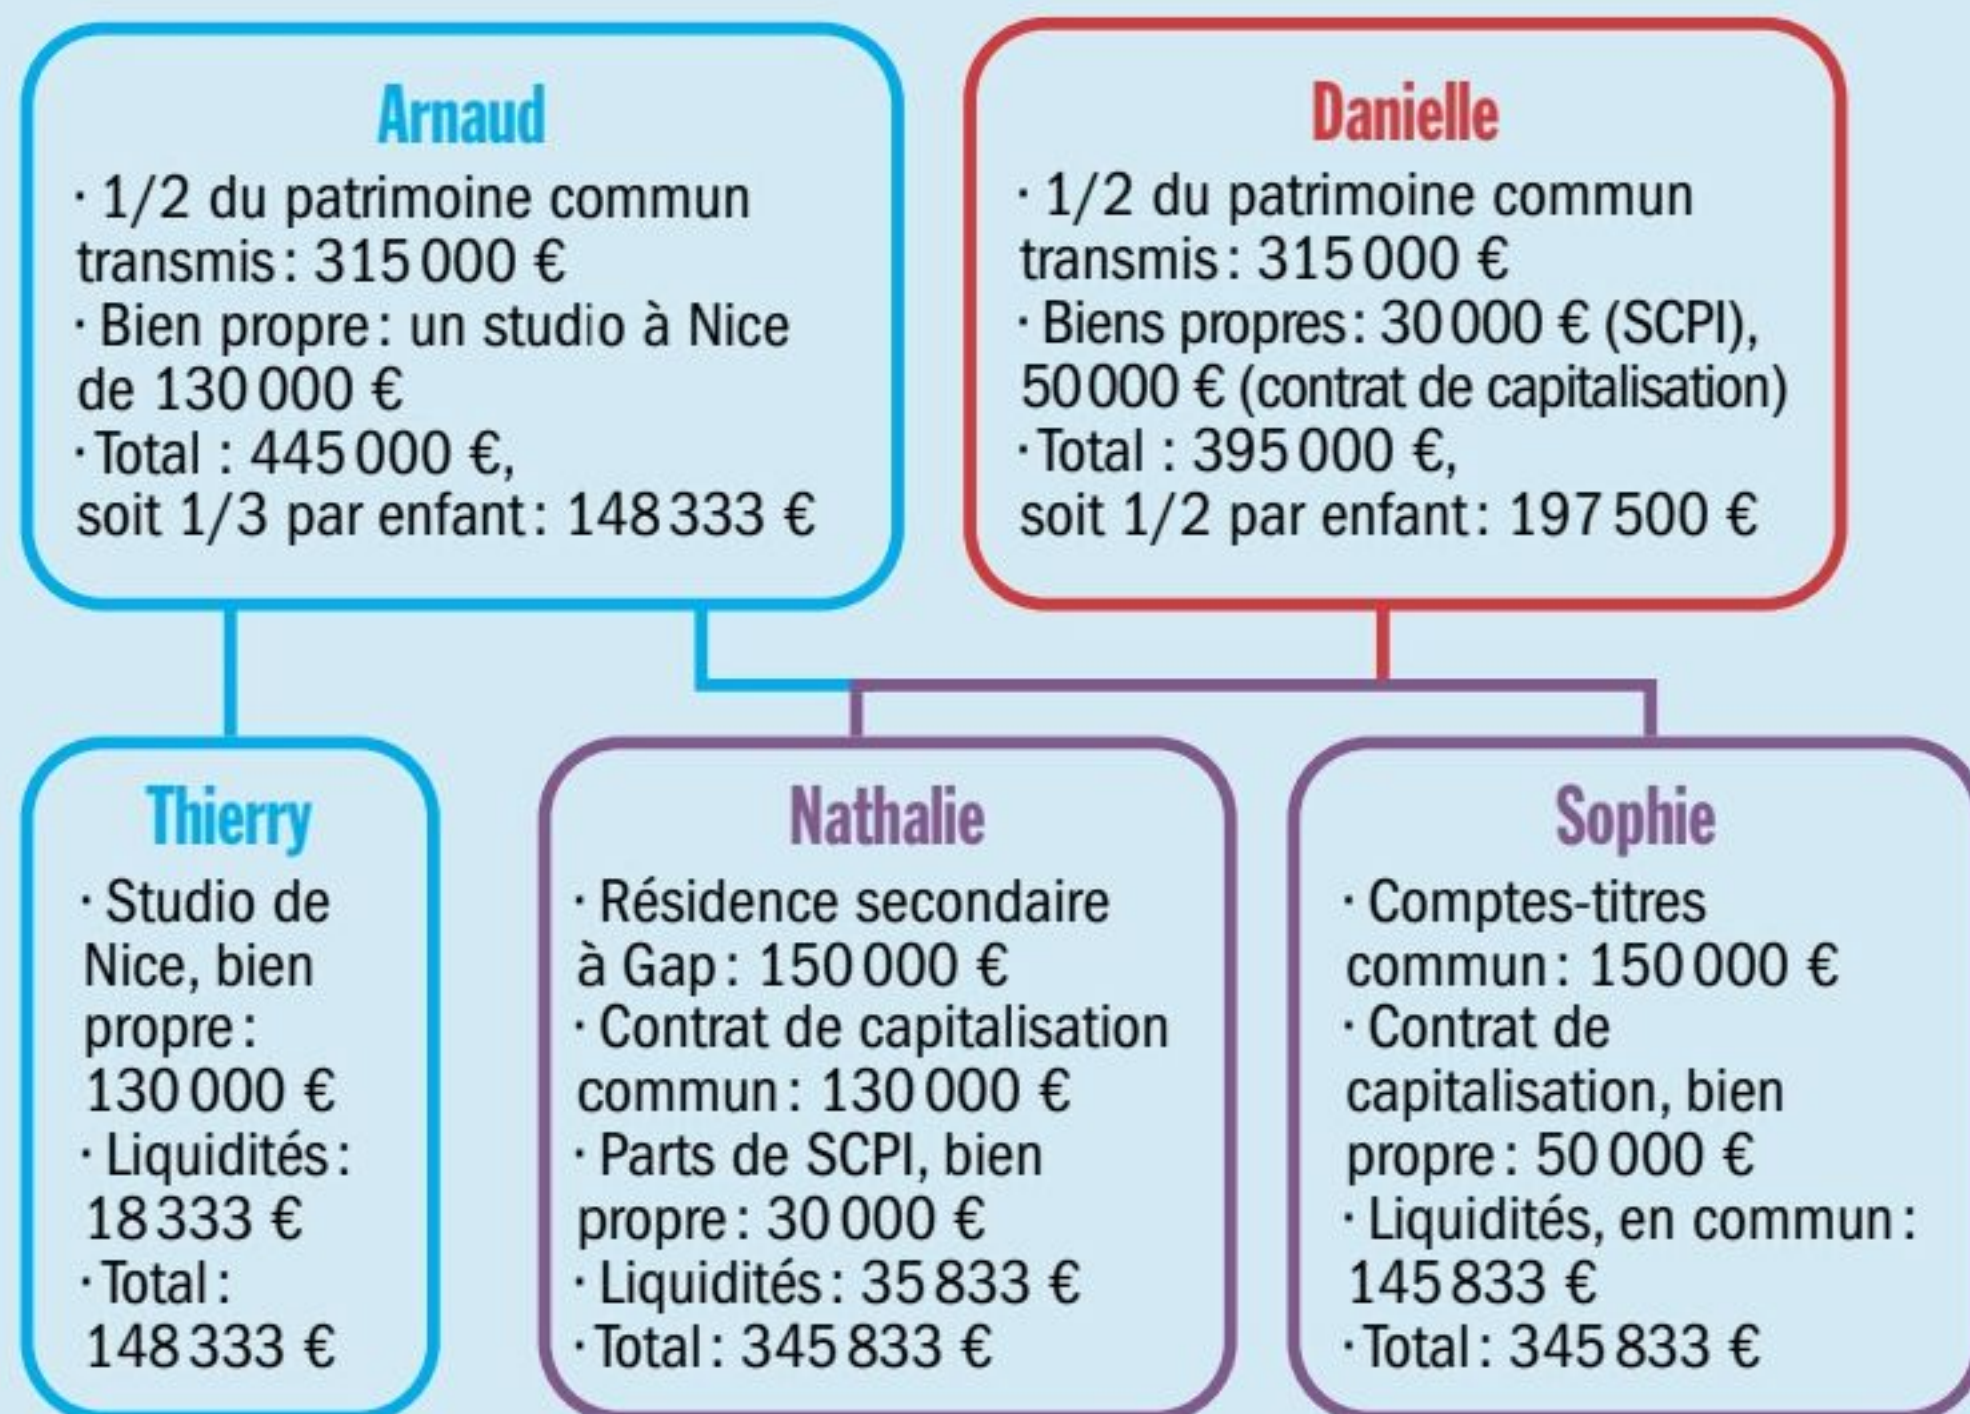 Arnaud
· 1/2 du patrimoine commun
transmis : 315 000 €
· Bien propre : un studio à Nice
de 130 000 €
· Total : 445 000 €,
soit 1/3 par enfant : 148 333 €
Danielle
· 1/2 du patrimoine commun
transmis : 315 000 €
· Biens propres : 30 000 € (SCPI),
50 000 € (contrat de capitalisation)
· Total : 395 000 €,
soit 1/2 par enfant : 197 500 €
Thierry
· Studio de
Nice, bien
propre :
130 000 €
· Liquidités :
18 333 €
· Total :
148 333 €
Nathalie
· Résidence secondaire
à Gap : 150 000 €
· Contrat de capitalisation
commun : 130 000 €
· Parts de SCPI, bien
propre : 30 000 €
· Liquidités : 35 833 €
· Total : 345 833 €
Sophie
· Comptes-titres
commun : 150 000 €
· Contrat de
capitalisation, bien
propre : 50 000 €
· Liquidités, en commun :
145 833 €
· Total : 345 833 €